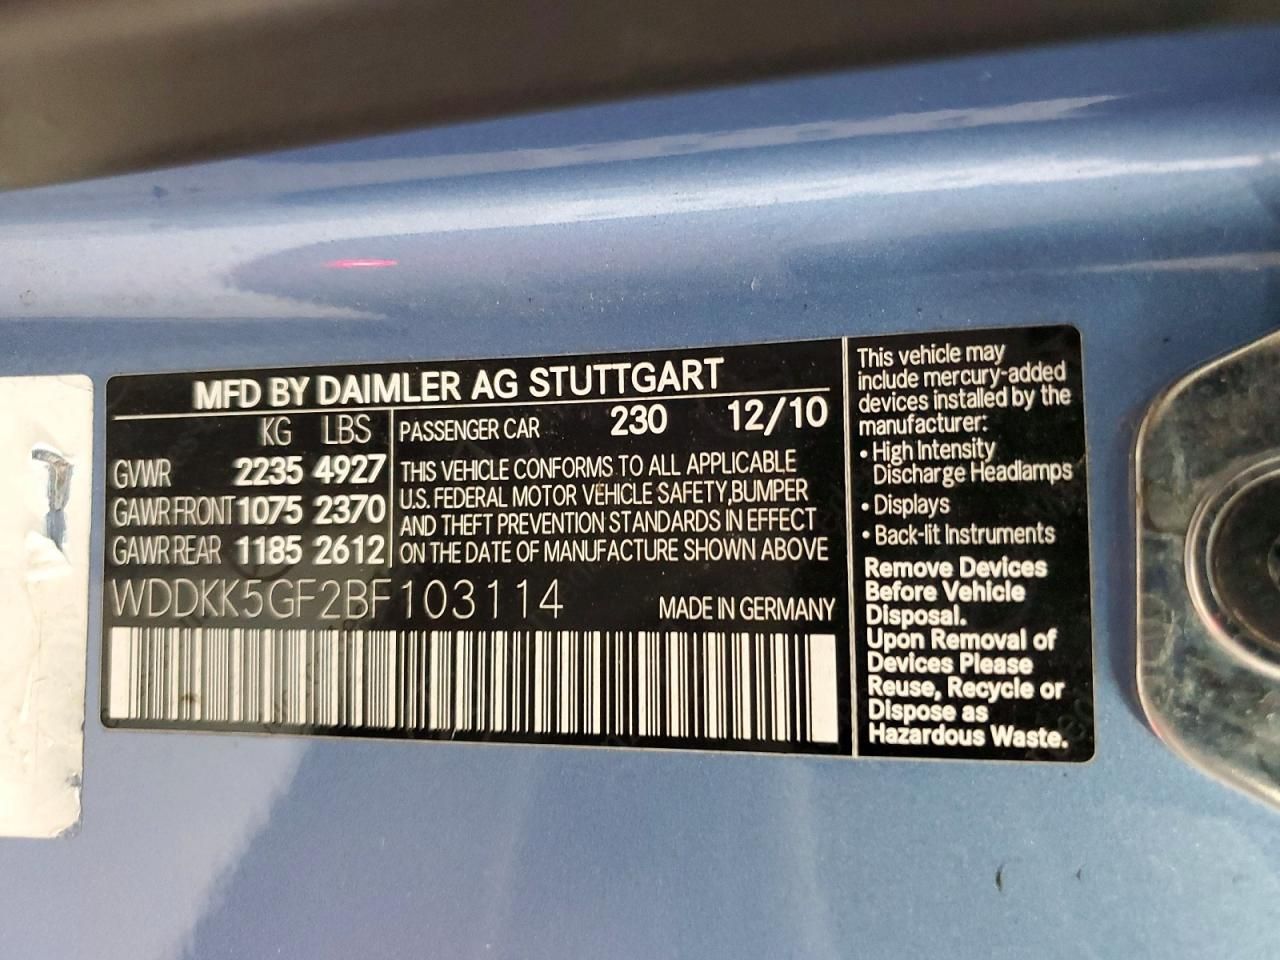 MFD BY DAIMLER AG STUTTGART
KG LBS
GVWR 2235 4927
GAWR FRONT 1075 2370
GAWR REAR 1185 2612
PASSENGER CAR 230 12/10
THIS VEHICLE CONFORMS TO ALL APPLICABLE
U.S. FEDERAL MOTOR VEHICLE SAFETY,BUMPER
AND THEFT PREVENTION STANDARDS IN EFFECT
ON THE DATE OF MANUFACTURE SHOWN ABOVE
WDDKK5GF2BF103114 MADE IN GERMANY
This vehicle may
include mercury-added
devices installed by the
manufacturer:
• High Intensity
Discharge Headlamps
• Displays
• Back-lit Instruments
Remove Devices
Before Vehicle
Disposal.
Upon Removal of
Devices Please
Reuse, Recycle or
Dispose as
Hazardous Waste.